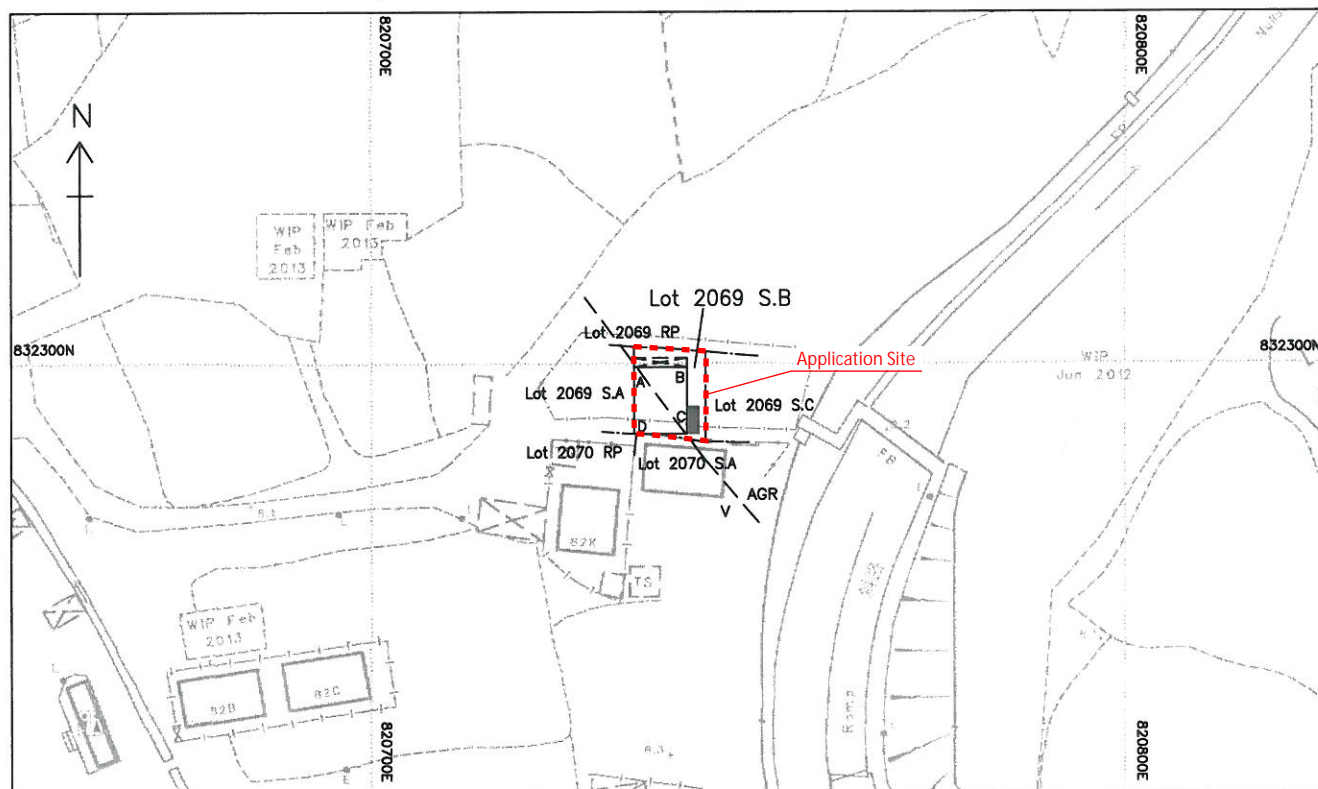 820700E
820800E
N
FP
WIP
Feb
2013
WIP Feb
2013
Lot 2069 S.B
Lot 2069 RP
832300N
Application Site
832300N
WIP
Jun 2012
A
B
Lot 2069 S.A
C
Lot 2069 S.C
D
Lot 2070 RP
Lot 2070 S.A
AGR
V
FB
82K
TS
WIP Feb
2013
82B
82C
Ramp
820700E
820800E